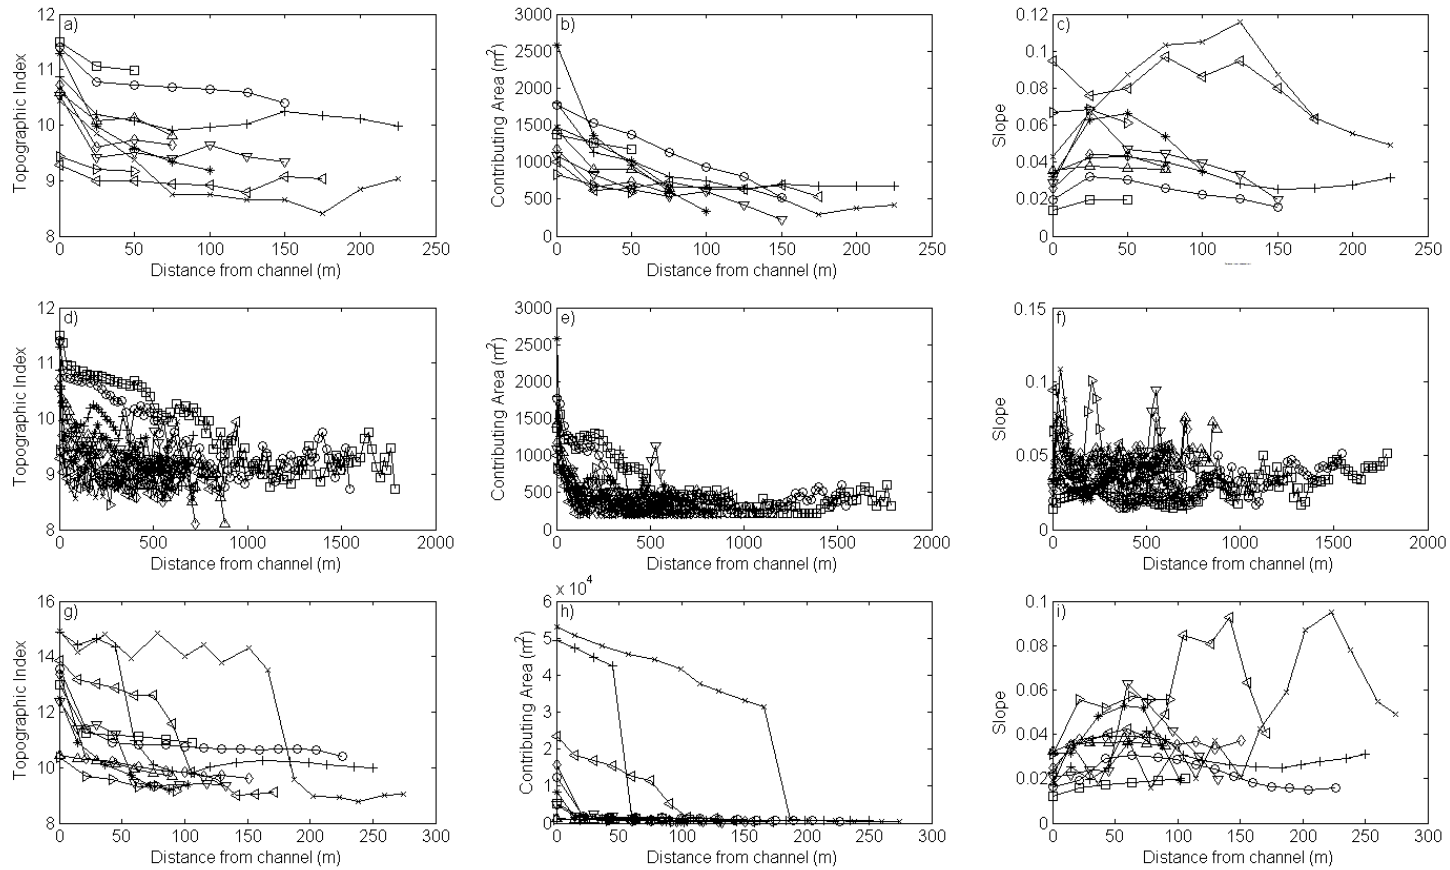 a)
12
11
10
9
8
Topographic Index
0 50 100 150 200 250
Distance from channel (m)
b)
3000
2500
2000
1500
1000
500
0
Contributing Area (m²)
0 50 100 150 200 250
Distance from channel (m)
c)
0.12
0.1
0.08
0.06
0.04
0.02
0
Slope
0 50 100 150 200 250
Distance from channel (m)
d)
12
11
10
9
8
Topographic Index
0 500 1000 1500 2000
Distance from channel (m)
e)
3000
2500
2000
1500
1000
500
0
Contributing Area (m²)
0 500 1000 1500 2000
Distance from channel (m)
f)
0.15
0.1
0.05
0
Slope
0 500 1000 1500 2000
Distance from channel (m)
g)
16
14
12
10
8
Topographic Index
0 50 100 150 200 250 300
Distance from channel (m)
h)
x 10⁴
6
5
4
3
2
1
0
Contributing Area (m²)
0 50 100 150 200 250 300
Distance from channel (m)
i)
0.1
0.08
0.06
0.04
0.02
0
Slope
0 50 100 150 200 250 300
Distance from channel (m)